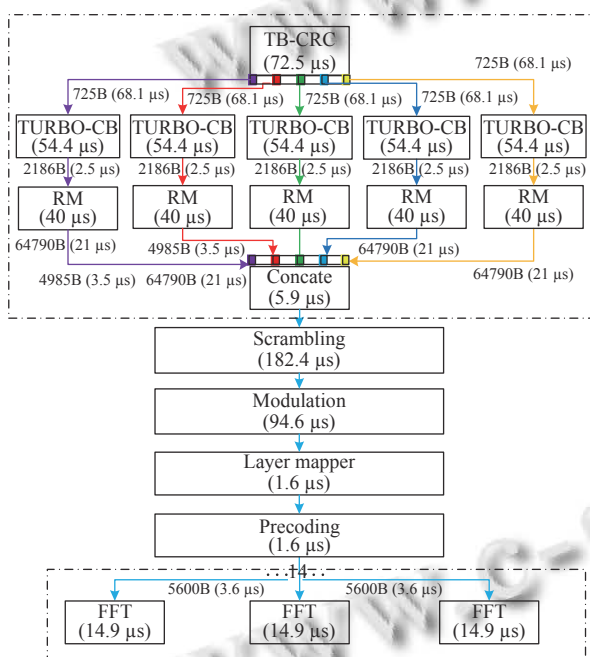 TB-CRC
(72.5 µs)
725B (68.1 µs)
725B (68.1 µs)
725B (68.1 µs)
725B (68.1 µs)
725B (68.1 µs)
TURBO-CB
(54.4 µs)
TURBO-CB
(54.4 µs)
TURBO-CB
(54.4 µs)
TURBO-CB
(54.4 µs)
TURBO-CB
(54.4 µs)
2186B (2.5 µs)
2186B (2.5 µs)
2186B (2.5 µs)
2186B (2.5 µs)
2186B (2.5 µs)
RM
(40 µs)
RM
(40 µs)
RM
(40 µs)
RM
(40 µs)
RM
(40 µs)
64790B (21 µs)
4985B (3.5 µs)
64790B (21 µs)
4985B (3.5 µs)
64790B (21 µs)
64790B (21 µs)
Concate
(5.9 µs)
Scrambling
(182.4 µs)
Modulation
(94.6 µs)
Layer mapper
(1.6 µs)
Precoding
(1.6 µs)
...14...
5600B (3.6 µs)
5600B (3.6 µs)
FFT
(14.9 µs)
FFT
(14.9 µs)
FFT
(14.9 µs)